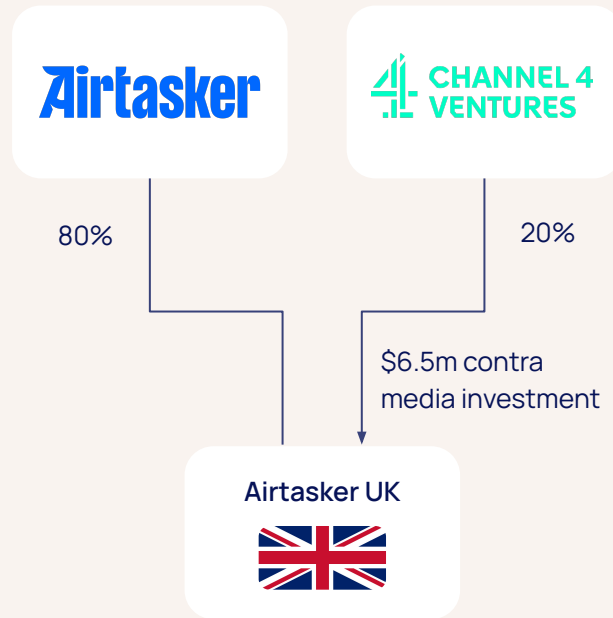 Airtasker
CHANNEL 4
VENTURES
80%
20%
$6.5m contra
media investment
Airtasker UK